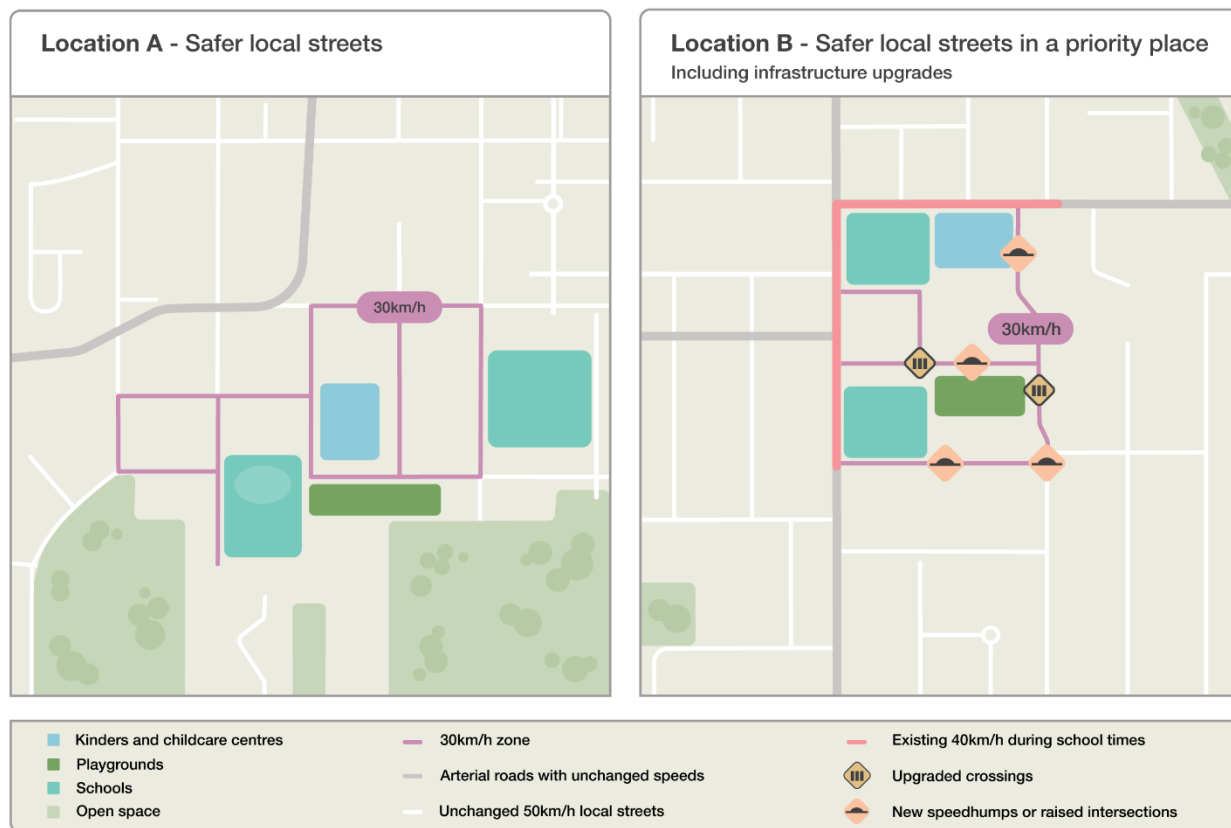 Location A - Safer local streets
30km/h
Location B - Safer local streets in a priority place
Including infrastructure upgrades
30km/h
Kinders and childcare centres
Playgrounds
Schools
Open space
30km/h zone
Arterial roads with unchanged speeds
Unchanged 50km/h local streets
Existing 40km/h during school times
Upgraded crossings
New speedhumps or raised intersections